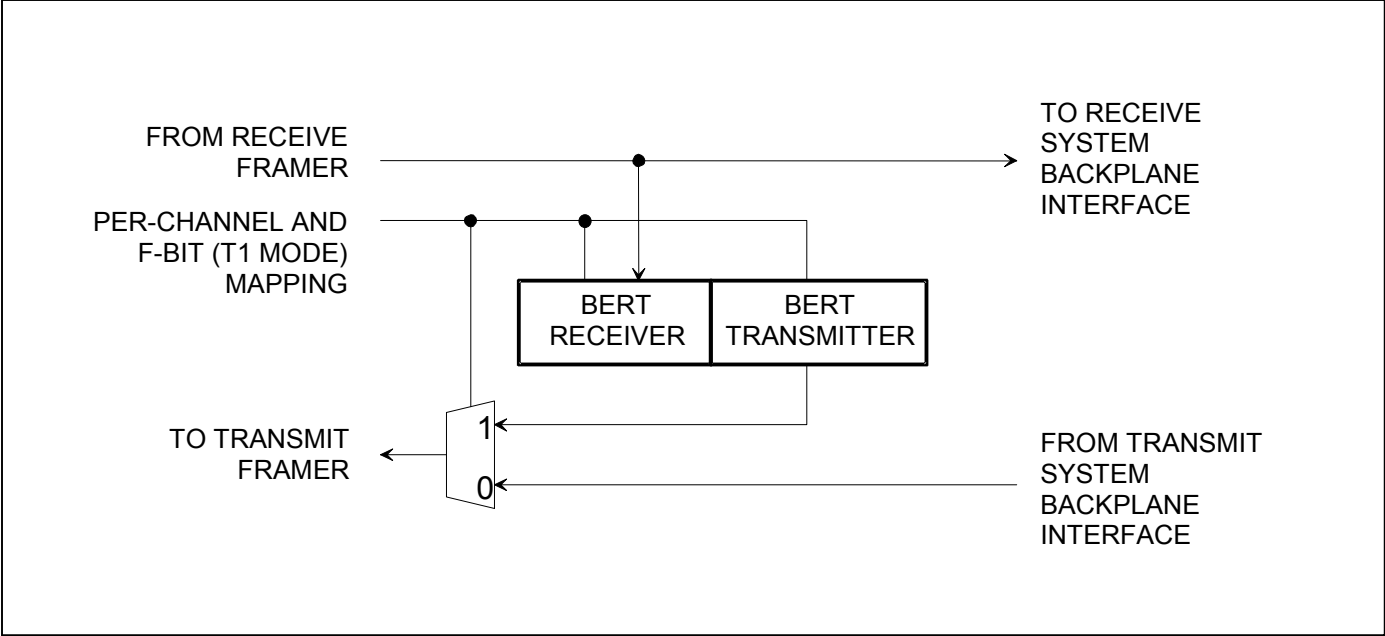 FROM RECEIVE
FRAMER
TO RECEIVE
SYSTEM
BACKPLANE
INTERFACE
PER-CHANNEL AND
F-BIT (T1 MODE)
MAPPING
BERT
RECEIVER
BERT
TRANSMITTER
1
0
TO TRANSMIT
FRAMER
FROM TRANSMIT
SYSTEM
BACKPLANE
INTERFACE